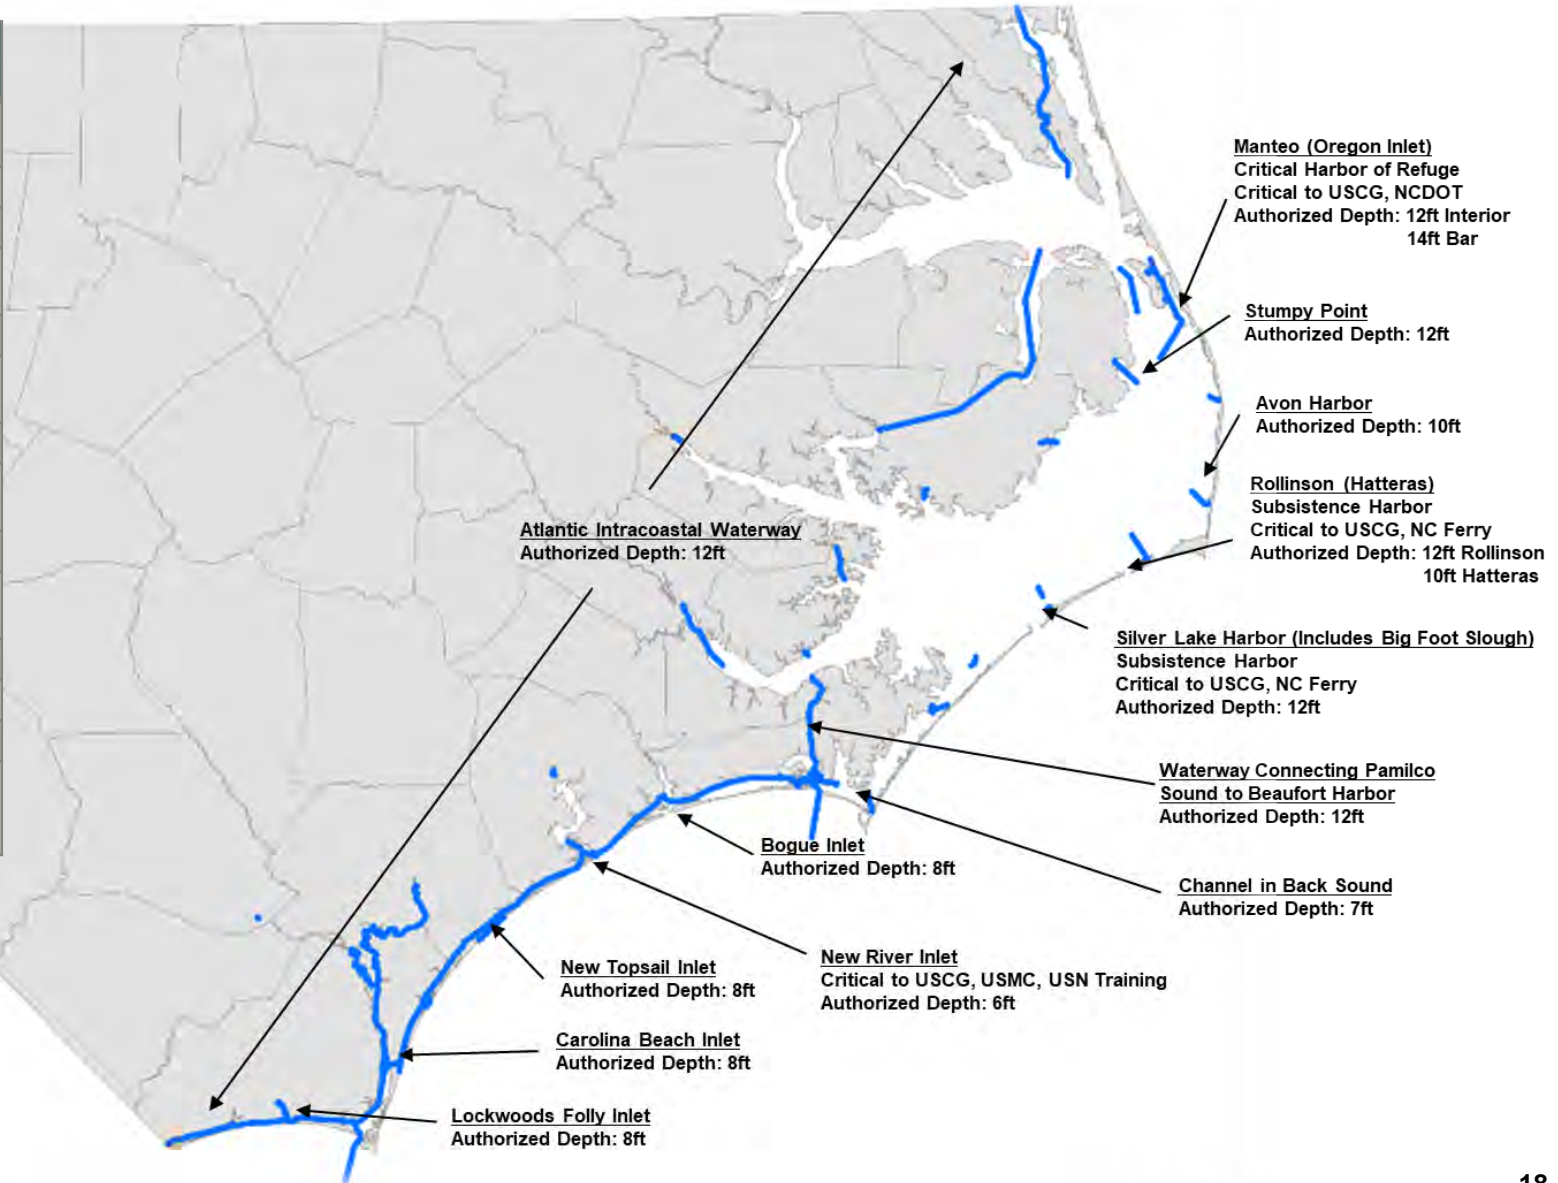 Manteo (Oregon Inlet)
Critical Harbor of Refuge
Critical to USCG, NCDOT
Authorized Depth: 12ft Interior
14ft Bar
Stumpy Point
Authorized Depth: 12ft
Avon Harbor
Authorized Depth: 10ft
Rollinson (Hatteras)
Subsistence Harbor
Critical to USCG, NC Ferry
Authorized Depth: 12ft Rollinson
10ft Hatteras
Atlantic Intracoastal Waterway
Authorized Depth: 12ft
Silver Lake Harbor (Includes Big Foot Slough)
Subsistence Harbor
Critical to USCG, NC Ferry
Authorized Depth: 12ft
Waterway Connecting Pamilco
Sound to Beaufort Harbor
Authorized Depth: 12ft
Bogue Inlet
Authorized Depth: 8ft
Channel in Back Sound
Authorized Depth: 7ft
New River Inlet
Critical to USCG, USMC, USN Training
Authorized Depth: 6ft
New Topsail Inlet
Authorized Depth: 8ft
Carolina Beach Inlet
Authorized Depth: 8ft
Lockwoods Folly Inlet
Authorized Depth: 8ft
18